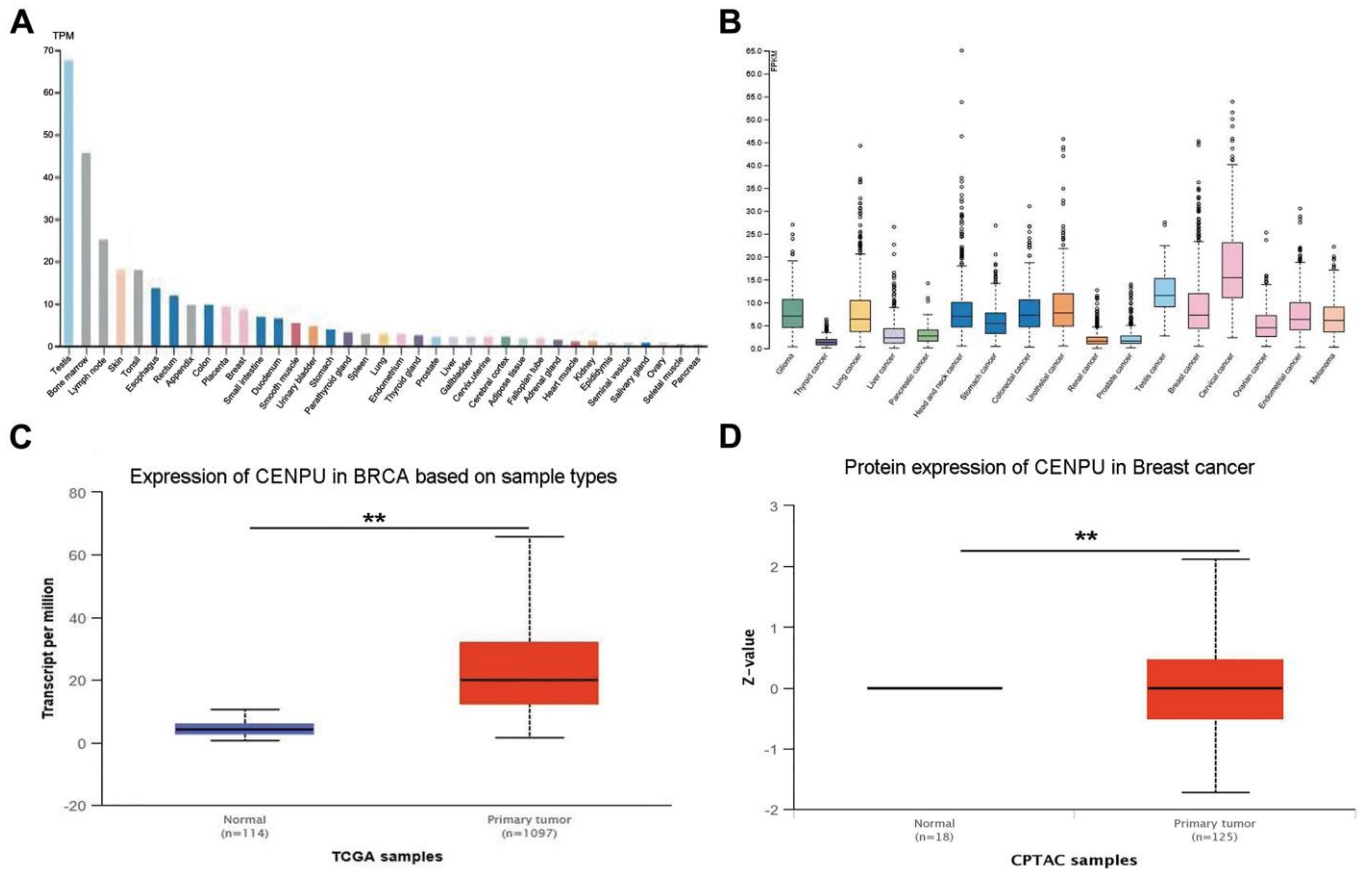 A
TPM
70
60
50
40
30
20
10
0
Testis
Bone marrow
Lymph node
Skin
Tonsil
Esophagus
Rectum
Appendix
Colon
Placenta
Breast
Small intestine
Duodenum
Smooth muscle
Urinary bladder
Stomach
Parathyroid gland
Spleen
Lung
Endometrium
Thyroid gland
Prostate
Liver
Gallbladder
Cervix,uterine
Cerebral cortex
Adipose tissue
Fallopian tube
Adrenal gland
Heart muscle
Kidney
Epididymis
Seminal vesicle
Salivary gland
Ovary
Seletal muscle
Pancreas
B
FPKM
65.0
60.0
55.0
50.0
45.0
40.0
35.0
30.0
25.0
20.0
15.0
10.0
5.0
0.0
Glioma
Thyroid cancer
Lung cancer
Liver cancer
Pancreatic cancer
Head and neck cancer
Stomach cancer
Colorectal cancer
Urothelial cancer
Renal cancer
Prostate cancer
Testis cancer
Breast cancer
Cervical cancer
Ovarian cancer
Endometrial cancer
Melanoma
C
Expression of CENPU in BRCA based on sample types
80
60
40
20
0
-20
Transcript per million
**
Normal
(n=114)
Primary tumor
(n=1097)
TCGA samples
D
Protein expression of CENPU in Breast cancer
3
2
1
0
-1
-2
Z-value
**
Normal
(n=18)
Primary tumor
(n=125)
CPTAC samples